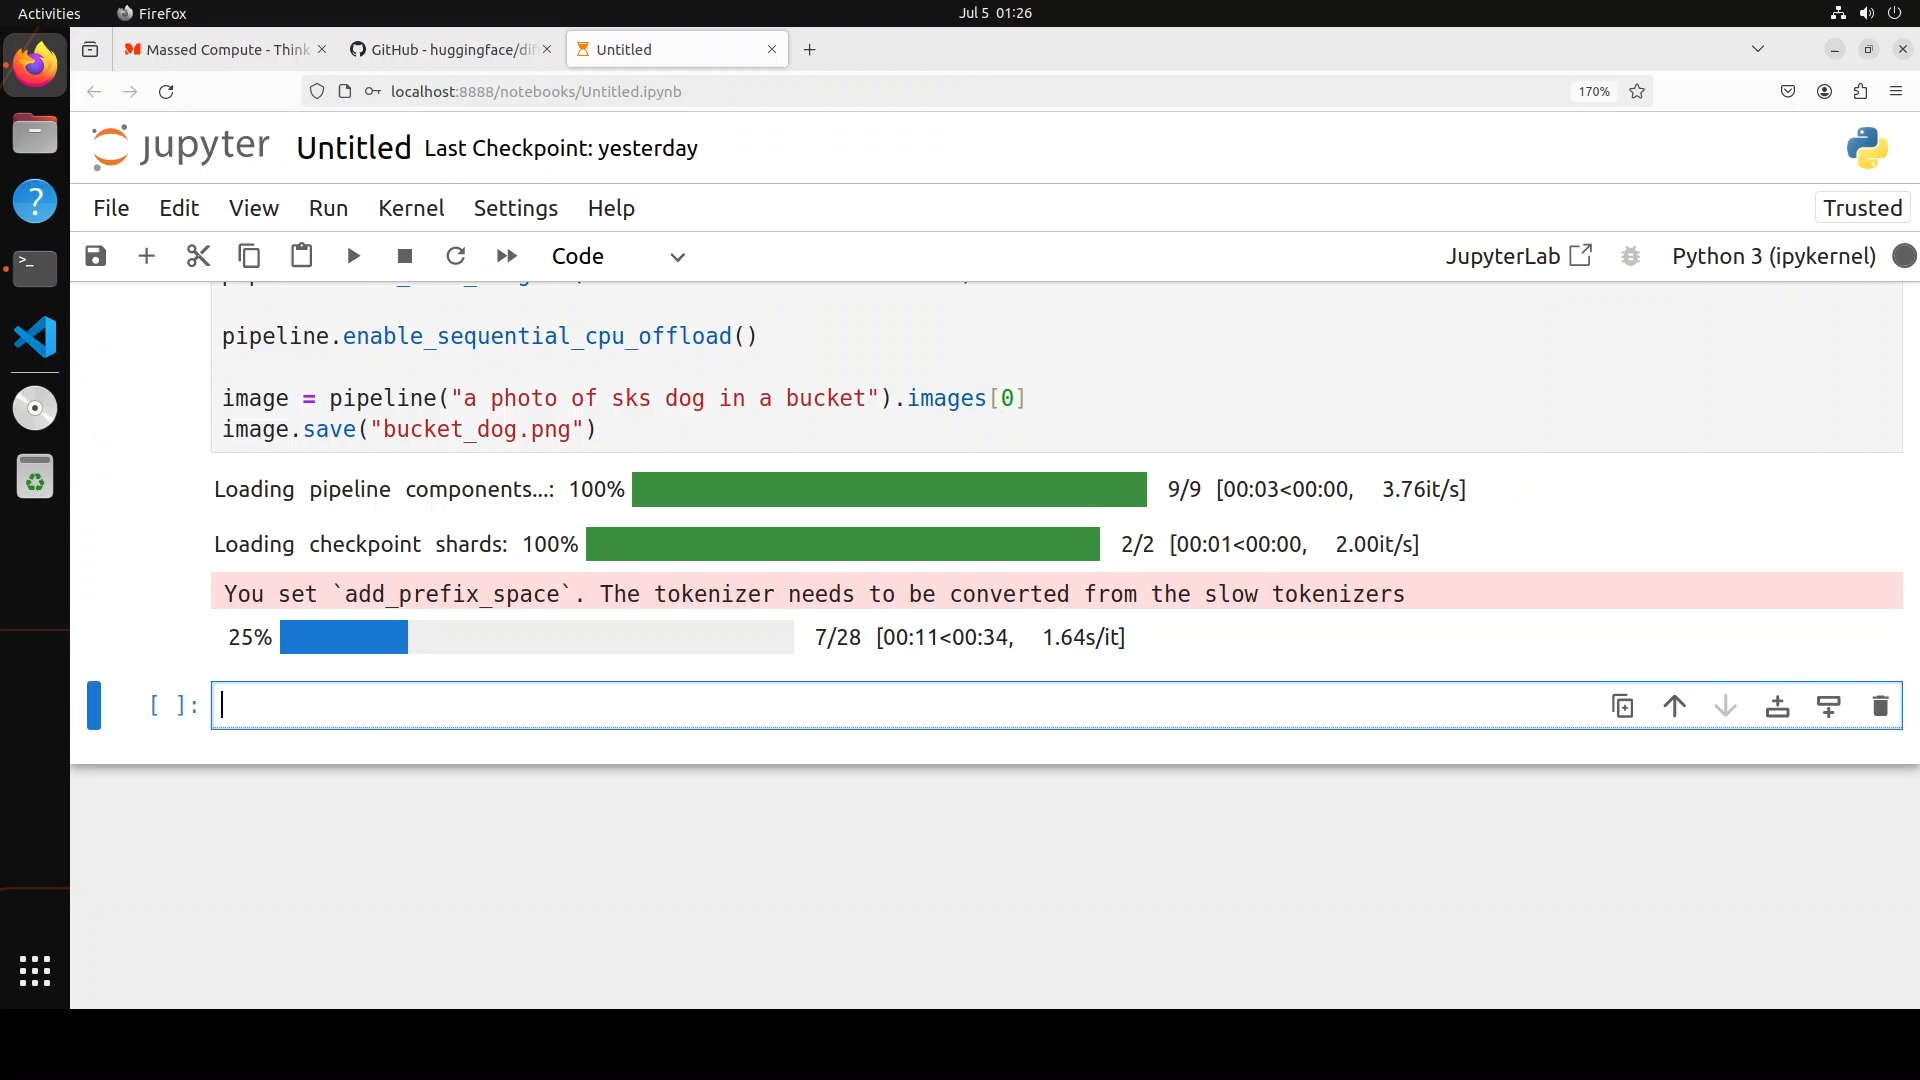 Activities
Firefox
Jul 5 01:26
Massed Compute - Think
GitHub - huggingface/dif
Untitled
localhost:8888/notebooks/Untitled.ipynb
170%
jupyter
Untitled
Last Checkpoint: yesterday
File
Edit
View
Run
Kernel
Settings
Help
Trusted
Code
JupyterLab
Python 3 (ipykernel)
pipeline.enable_sequential_cpu_offload()
image = pipeline("a photo of sks dog in a bucket").images[0]
image.save("bucket_dog.png")
Loading pipeline components...: 100% 9/9 [00:03<00:00, 3.76it/s]
Loading checkpoint shards: 100% 2/2 [00:01<00:00, 2.00it/s]
You set `add_prefix_space`. The tokenizer needs to be converted from the slow tokenizers
25% 7/28 [00:11<00:34, 1.64s/it]
[ ]: